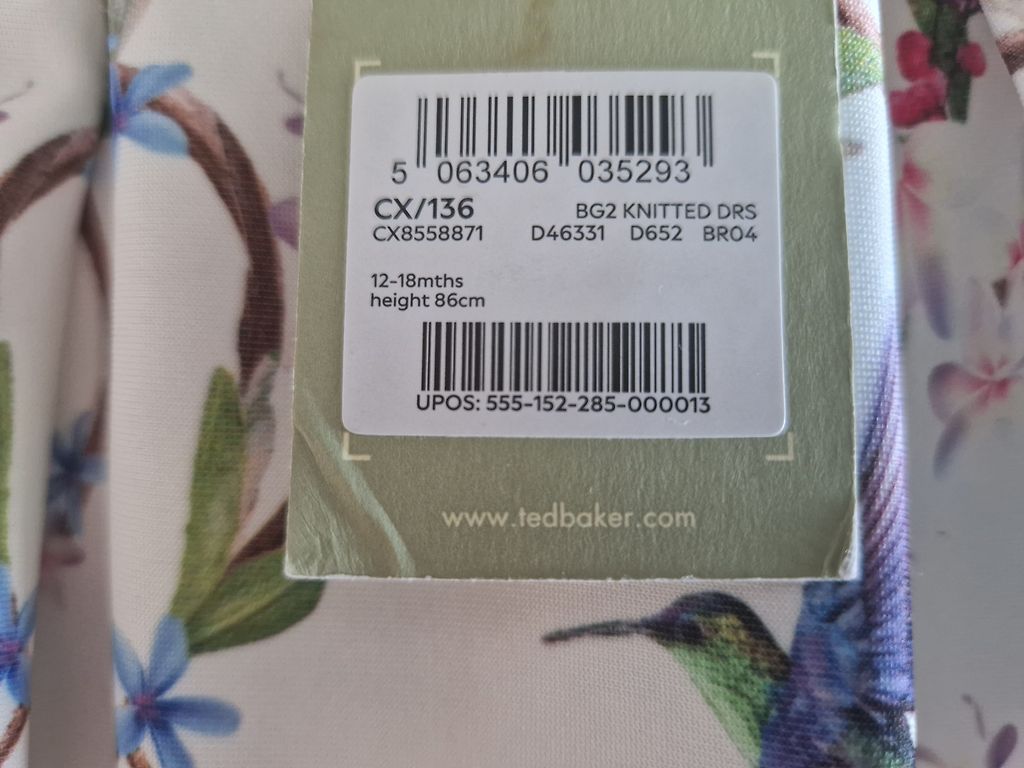 5 063406 035293
CX/136 BG2 KNITTED DRS
CX8558871 D46331 D652 BR04
12-18mths
height 86cm
UPOS: 555-152-285-000013
www.tedbaker.com